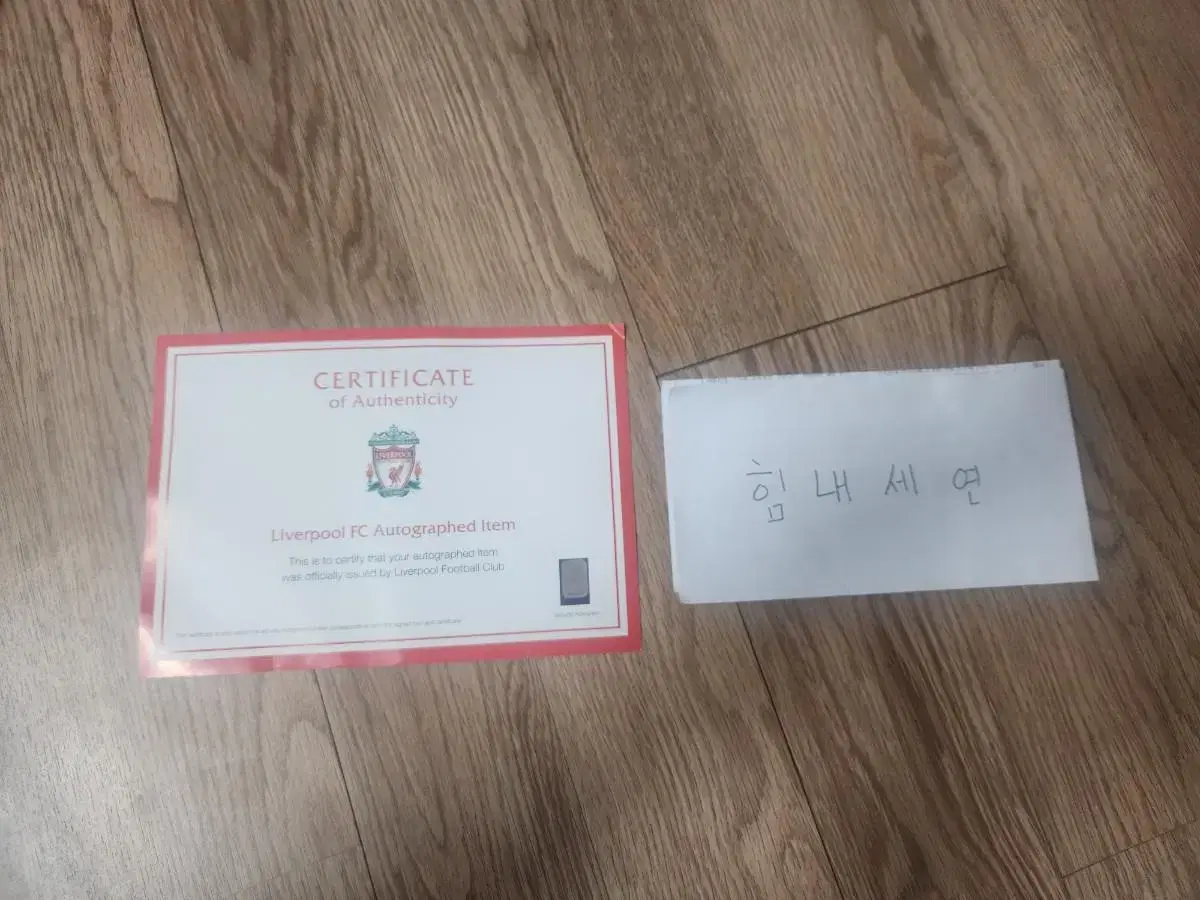 CERTIFICATE
of Authenticity
LIVERPOOL
Liverpool FC Autographed Item
This is to certify that your autographed item
was officially issued by Liverpool Football Club
힘내세연